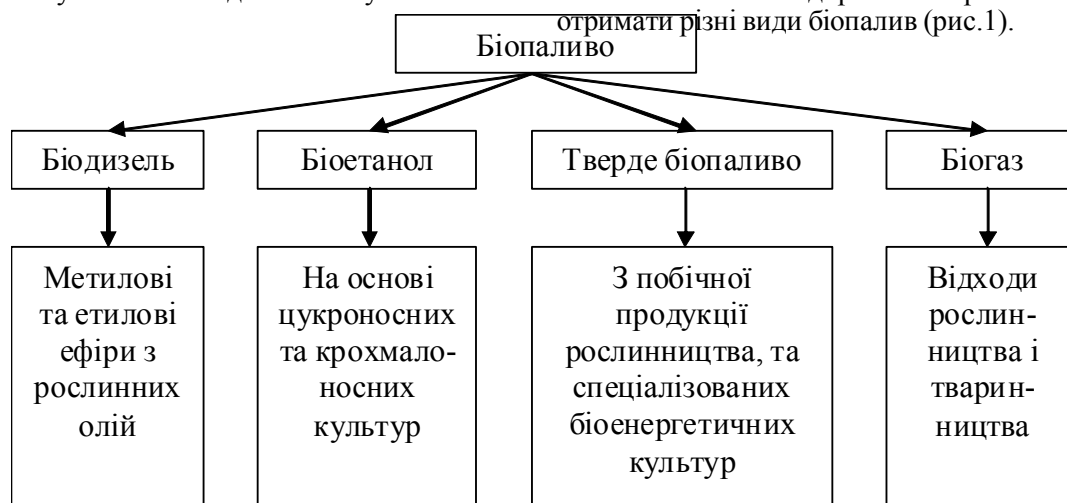 отримати різні види біопалив (рис.1).
Біопаливо
Біодизель
Біоетанол
Тверде біопаливо
Біогаз
Метилові
та етилові
ефіри з
рослинних
олій
На основі
цукроносних
та крохмало-
носних
культур
З побічної
продукції
рослинництва, та
спеціалізованих
біоенергетичних
культур
Відходи
рослин-
ництва і
тварин-
ництва